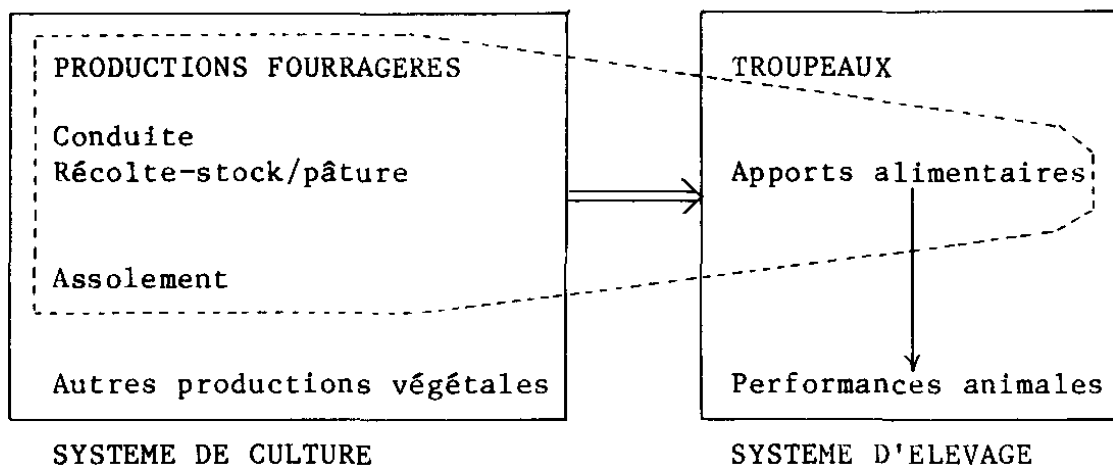 PRODUCTIONS FOURRAGERES
Conduite
Récolte-stock/pâture
Assolement
Autres productions végétales
SYSTEME DE CULTURE
TROUPEAUX
Apports alimentaires
Performances animales
SYSTEME D'ELEVAGE